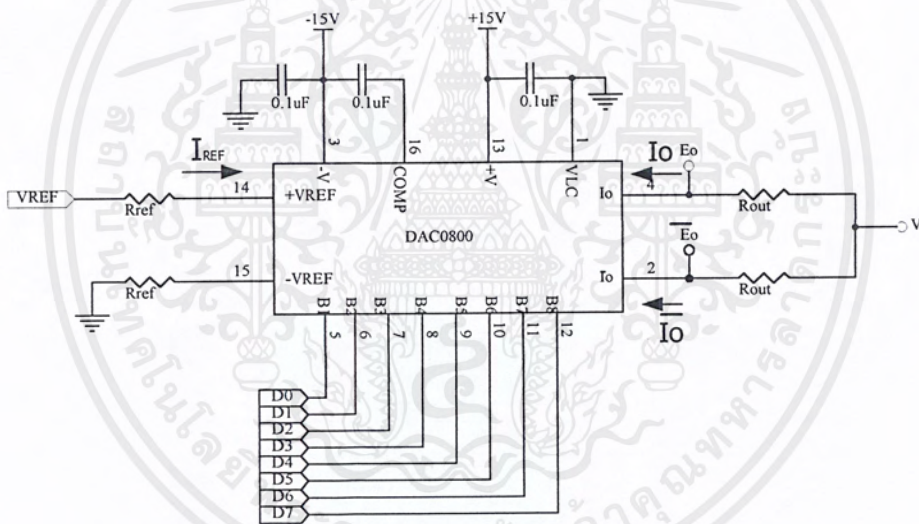 -15V
+15V
0.1uF
0.1uF
0.1uF
3
16
13
1
IREF
-V
COMP
+V
VLC
Io
Eo
VREF
Rref
14
+VREF
DAC0800
Io
4
Rout
V
Eo
Rref
15
-VREF
Io
2
Rout
Io
B1
B2
B3
B4
B5
B6
B7
B8
5
6
7
8
9
10
11
12
D0
D1
D2
D3
D4
D5
D6
D7